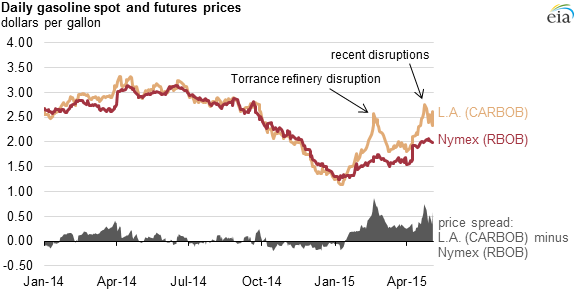 Daily gasoline spot and futures prices
dollars per gallon
eia
4.00
3.50
3.00
2.50
2.00
1.50
1.00
0.50
0.00
-0.50
recent disruptions
Torrance refinery disruption
L.A. (CARBOB)
Nymex (RBOB)
price spread:
L.A. (CARBOB) minus
Nymex (RBOB)
Jan-14
Apr-14
Jul-14
Oct-14
Jan-15
Apr-15